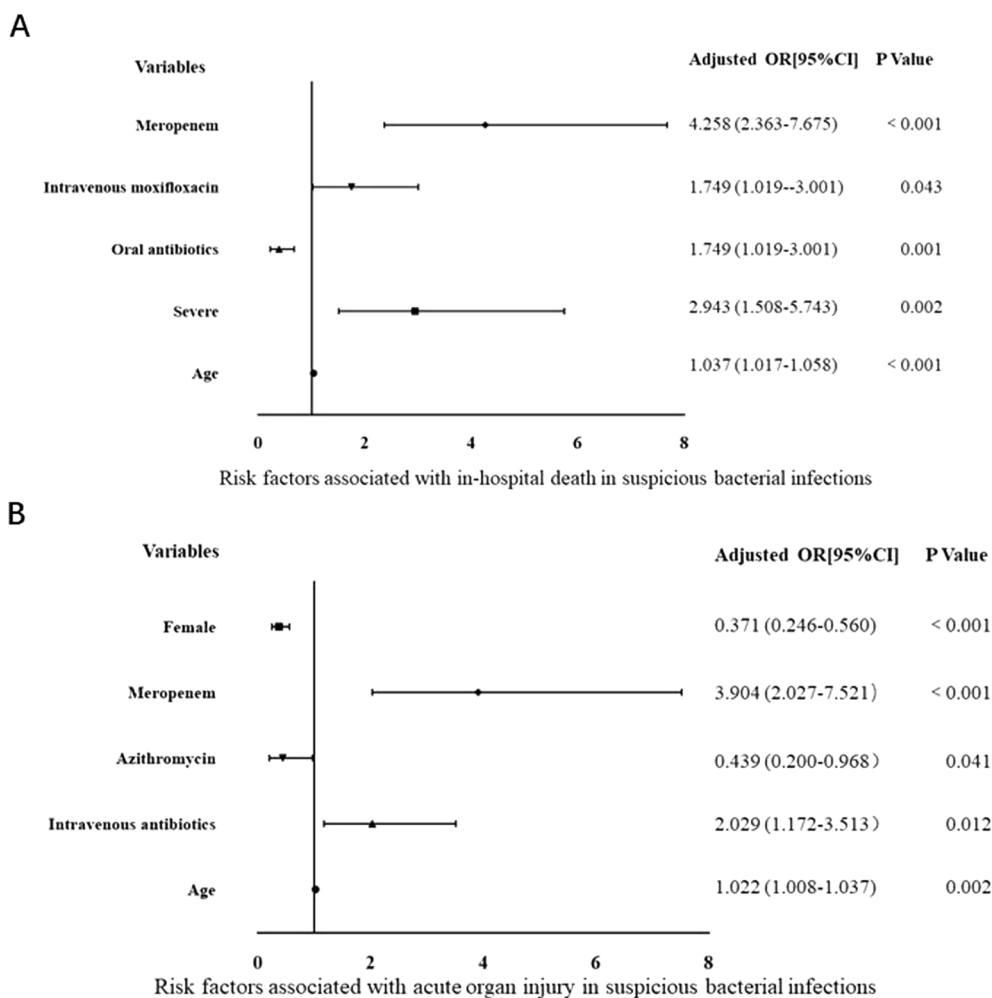 A
Variables Adjusted OR[95%CI] P Value
Meropenem 4.258 (2.363-7.675) < 0.001
Intravenous moxifloxacin 1.749 (1.019--3.001) 0.043
Oral antibiotics 1.749 (1.019-3.001) 0.001
Severe 2.943 (1.508-5.743) 0.002
Age 1.037 (1.017-1.058) < 0.001
0 2 4 6 8
Risk factors associated with in-hospital death in suspicious bacterial infections
B
Variables Adjusted OR[95%CI] P Value
Female 0.371 (0.246-0.560) < 0.001
Meropenem 3.904 (2.027-7.521） < 0.001
Azithromycin 0.439 (0.200-0.968） 0.041
Intravenous antibiotics 2.029 (1.172-3.513） 0.012
Age 1.022 (1.008-1.037) 0.002
0 2 4 6 8
Risk factors associated with acute organ injury in suspicious bacterial infections